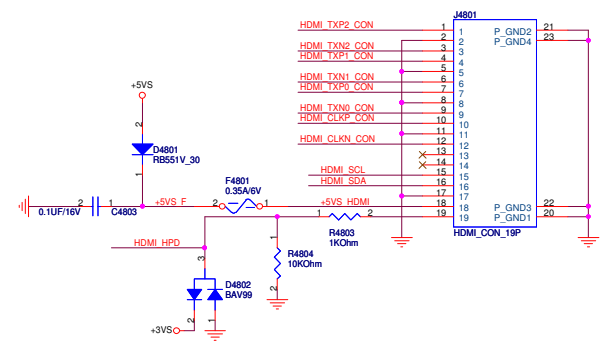 J4801
HDMI_TXP2_CON 1 1 P_GND2 21
2 2 P_GND4 23
HDMI_TXN2_CON 3 3
HDMI_TXP1_CON 4 4
5 5
HDMI_TXN1_CON 6 6
HDMI_TXP0_CON 7 7
8 8
HDMI_TXN0_CON 9 9
HDMI_CLKP_CON 10 10
11 11
HDMI_CLKN_CON 12 12
13 13
14 14
HDMI_SCL 15 15
HDMI_SDA 16 16
17 17
+5VS_HDMI 18 18 P_GND3 22
19 19 P_GND1 20
HDMI_CON_19P
+5VS
2
D4801
RB551V_30
1
F4801
0.35A/6V
2 1 +5VS_F 2 1
0.1UF/16V C4803
1 2
R4803
1KOhm
HDMI_HPD
1
R4804
10KOhm
2
3
D4802
BAV99
2 1
+3VS